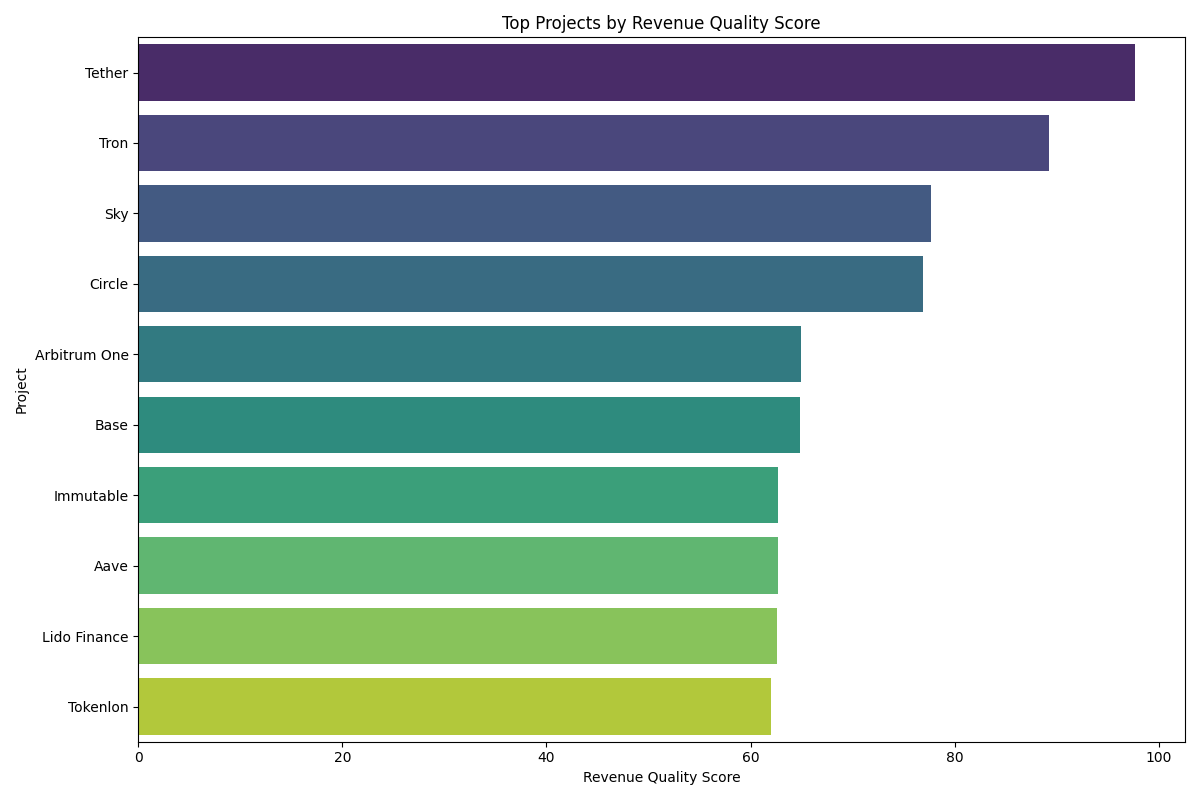 Top Projects by Revenue Quality Score
Project
Tether
Tron
Sky
Circle
Arbitrum One
Base
Immutable
Aave
Lido Finance
Tokenlon
0 20 40 60 80 100
Revenue Quality Score